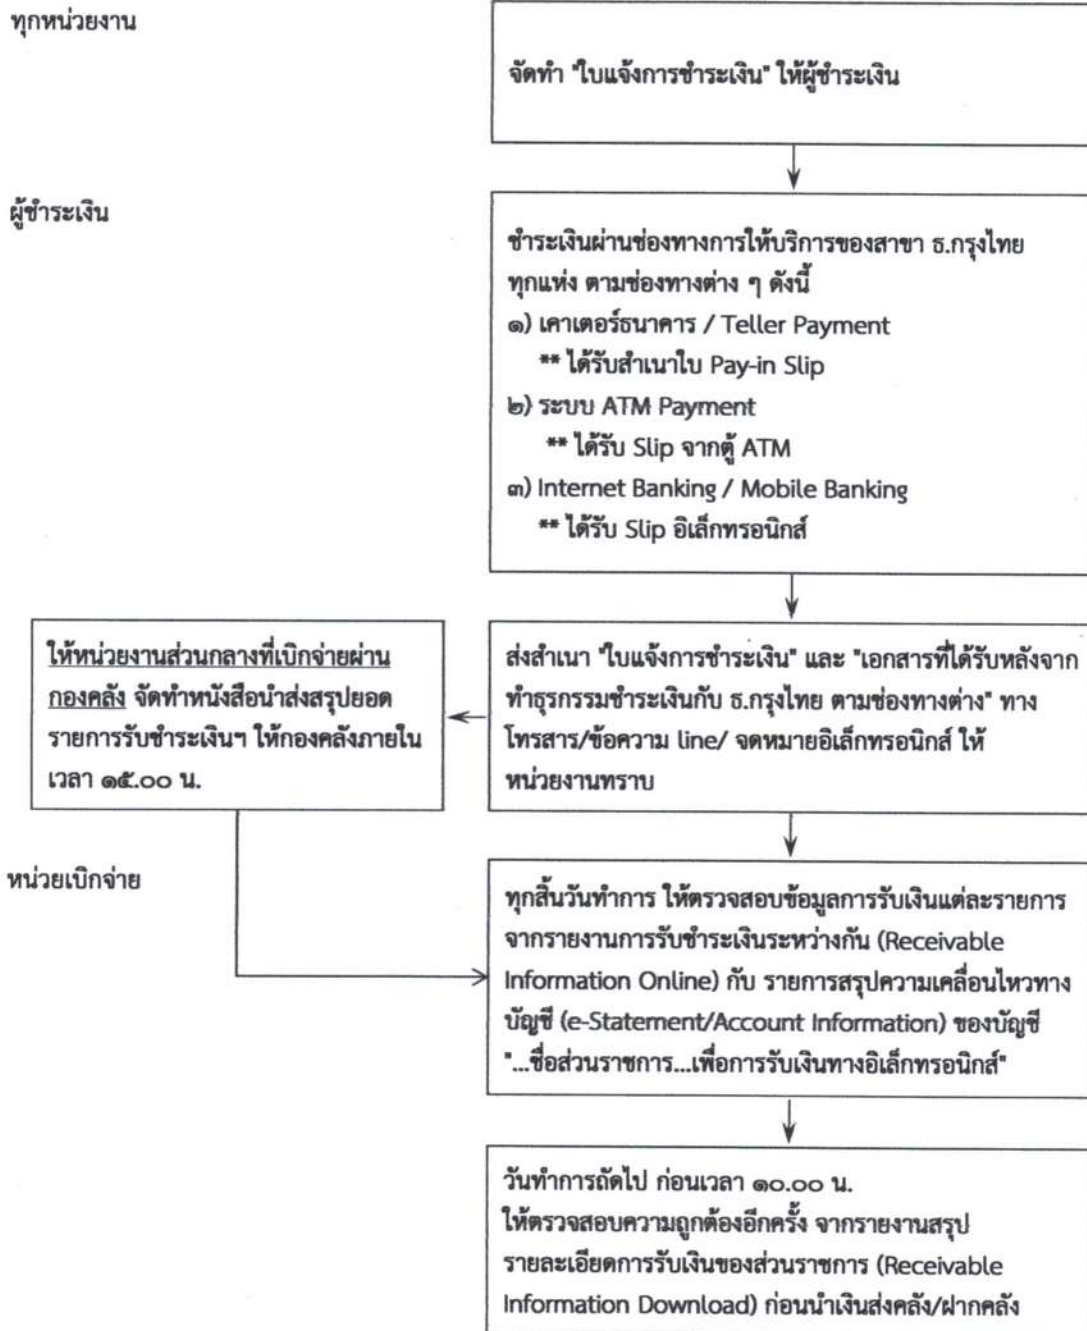 ทุกหน่วยงาน
จัดทำ "ใบแจ้งการชำระเงิน" ให้ผู้ชำระเงิน
ผู้ชำระเงิน
ชำระเงินผ่านช่องทางการให้บริการของสาขา ธ.กรุงไทย
ทุกแห่ง ตามช่องทางต่าง ๆ ดังนี้
๑) เคาเตอร์ธนาคาร / Teller Payment
** ได้รับสำเนาใบ Pay-in Slip
๒) ระบบ ATM Payment
** ได้รับ Slip จากตู้ ATM
๓) Internet Banking / Mobile Banking
** ได้รับ Slip อิเล็กทรอนิกส์
ให้หน่วยงานส่วนกลางที่เบิกจ่ายผ่าน
กองคลัง จัดทำหนังสือนำส่งสรุปยอด
รายการรับชำระเงินฯ ให้กองคลังภายใน
เวลา ๑๕.๐๐ น.
ส่งสำเนา "ใบแจ้งการชำระเงิน" และ "เอกสารที่ได้รับหลังจาก
ทำธุรกรรมชำระเงินกับ ธ.กรุงไทย ตามช่องทางต่าง" ทาง
โทรสาร/ข้อความ line/ จดหมายอิเล็กทรอนิกส์ ให้
หน่วยงานทราบ
หน่วยเบิกจ่าย
ทุกสิ้นวันทำการ ให้ตรวจสอบข้อมูลการรับเงินแต่ละรายการ
จากรายงานการรับชำระเงินระหว่างกัน (Receivable
Information Online) กับ รายการสรุปความเคลื่อนไหวทาง
บัญชี (e-Statement/Account Information) ของบัญชี
"...ชื่อส่วนราชการ...เพื่อการรับเงินทางอิเล็กทรอนิกส์"
วันทำการถัดไป ก่อนเวลา ๑๐.๐๐ น.
ให้ตรวจสอบความถูกต้องอีกครั้ง จากรายงานสรุป
รายละเอียดการรับเงินของส่วนราชการ (Receivable
Information Download) ก่อนนำเงินส่งคลัง/ฝากคลัง